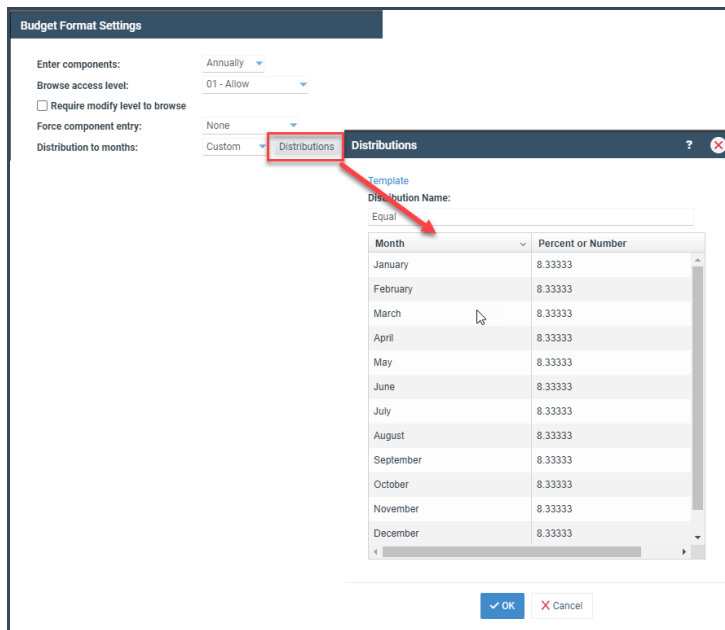 Budget Format Settings
Enter components: Annually
Browse access level: 01 - Allow
Require modify level to browse
Force component entry: None
Distribution to months: Custom Distributions
Distributions ?
Template
Distribution Name:
Equal
Month Percent or Number
January 8.33333
February 8.33333
March 8.33333
April 8.33333
May 8.33333
June 8.33333
July 8.33333
August 8.33333
September 8.33333
October 8.33333
November 8.33333
December 8.33333
OK Cancel